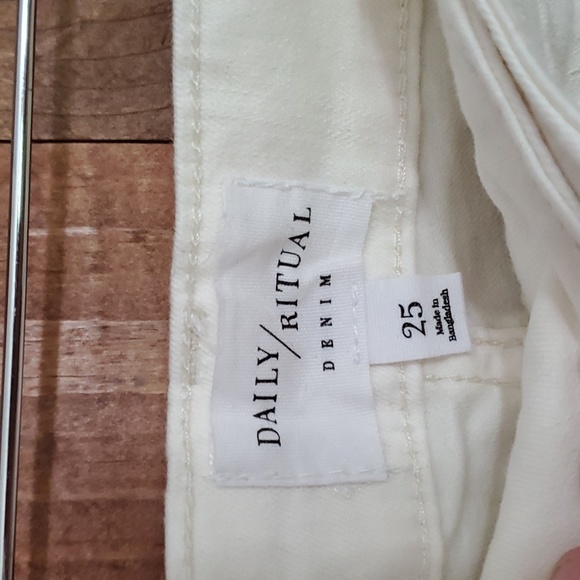 DAILY/RITUAL
DENIM
25
Made in
Bangladesh